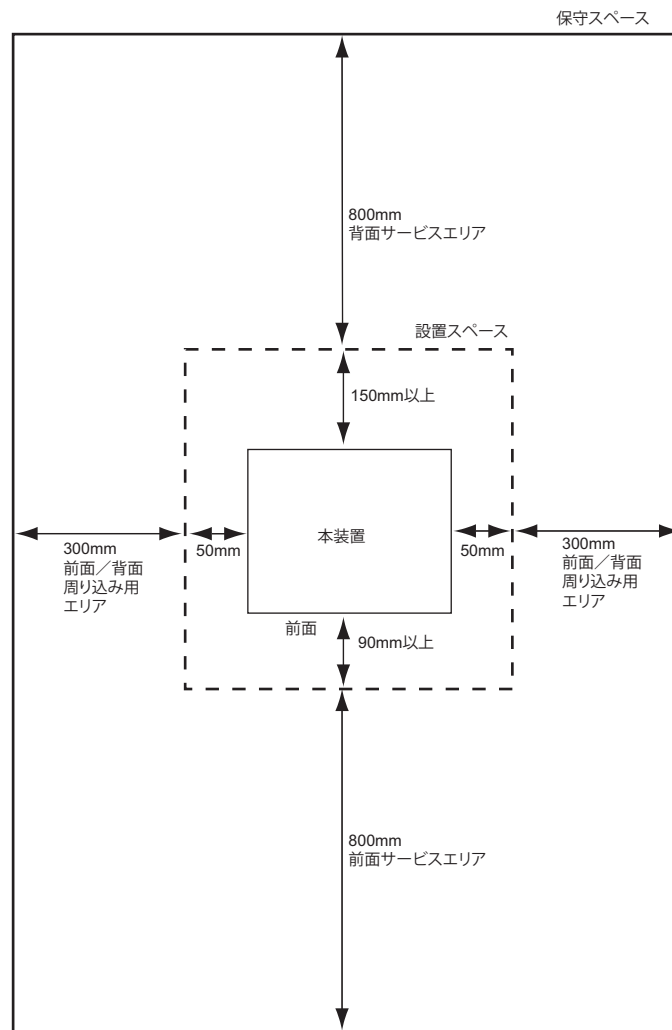 保守スペース
800mm
背面サービスエリア
設置スペース
150mm以上
300mm
前面／背面
周り込み用
エリア
50mm
本装置
50mm
300mm
前面／背面
周り込み用
エリア
前面
90mm以上
800mm
前面サービスエリア